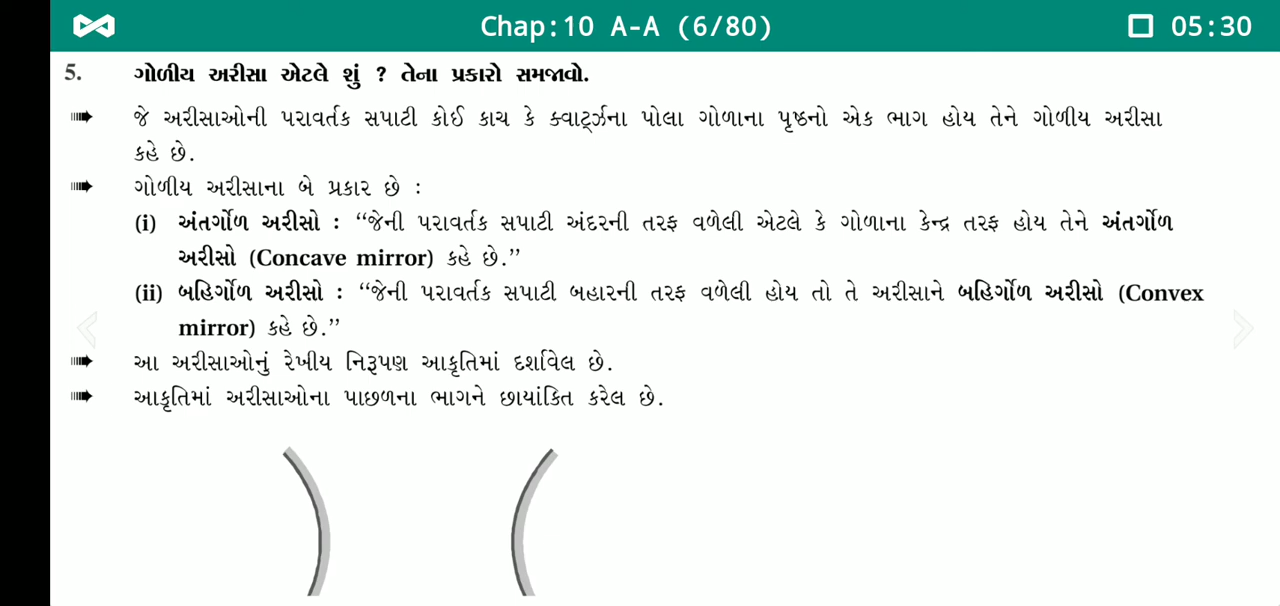 Chap:10 A-A (6/80)
05:30
5. ગોળીય અરીસા એટલે શું ? તેના પ્રકારો સમજાવો.
જે અરીસાઓની પરાવર્તક સપાટી કોઈ કાચ કે ક્વાર્ટ્ઝના પોલા ગોળાના પૃષ્ઠનો એક ભાગ હોય તેને ગોળીય અરીસા
કહે છે.
ગોળીય અરીસાના બે પ્રકાર છે :
(i) અંતર્ગોળ અરીસો : “જેની પરાવર્તક સપાટી અંદરની તરફ વળેલી એટલે કે ગોળાના કેન્દ્ર તરફ હોય તેને અંતર્ગોળ
અરીસો (Concave mirror) કહે છે.”
(ii) બહિર્ગોળ અરીસો : “જેની પરાવર્તક સપાટી બહારની તરફ વળેલી હોય તો તે અરીસાને બહિર્ગોળ અરીસો (Convex
mirror) કહે છે.”
આ અરીસાઓનું રેખીય નિરૂપણ આકૃતિમાં દર્શાવેલ છે.
આકૃતિમાં અરીસાઓના પાછળના ભાગને છાયાંકિત કરેલ છે.